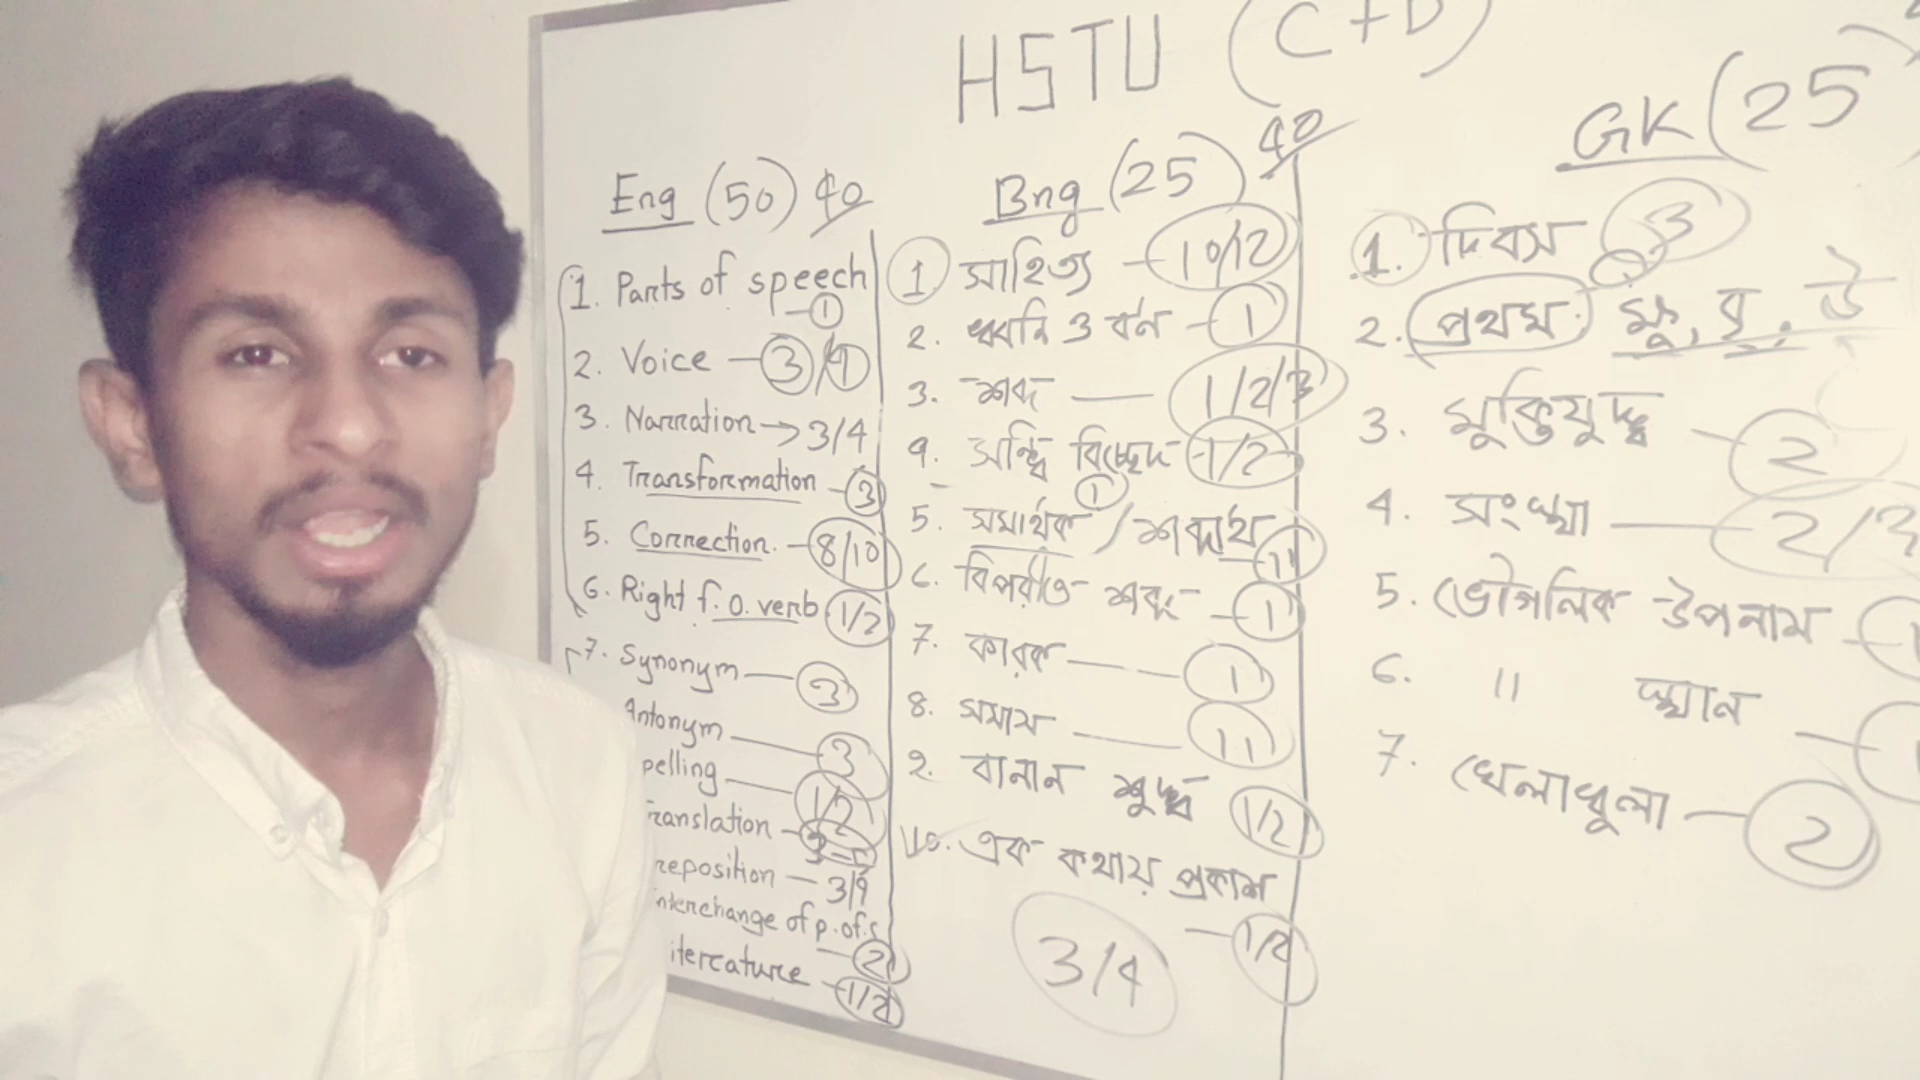 HSTU (C+D)
Eng (50) 40
1. Parts of speech
— 1
2. Voice — 3/4
3. Narration → 3/4
4. Transformation — 3
5. Correction — 8/10
6. Right f. o. verb 1/2
7. Synonym — 3
Antonym — 3
pelling — 1/2
ranslation —
reposition — 3/4
nterchange of p. of. s
— 2
iterature — 1/2
Bng (25) 40
1 সাহিত্য — 10/12
2. ধ্বনি ও বর্ণ — 1
3. শব্দ — 1/2/3
৪. সন্ধি বিচ্ছেদ 1/2
5. সমার্থক / শব্দার্থ
1
6. বিপরীত শব্দ — 1
7. কারক — 1
8. সমাস — 11
9. বানান শুদ্ধ 1/2
10. এক কথায় প্রকাশ
— 1/2
3/4
GK (25
1. দিবস 3
2. প্রথম
3. মুক্তিযুদ্ধ — 2
4. সংখ্যা — 2/3
5. ভৌগলিক উপনাম — 1
6. " স্থান —
7. খেলাধুলা — 2